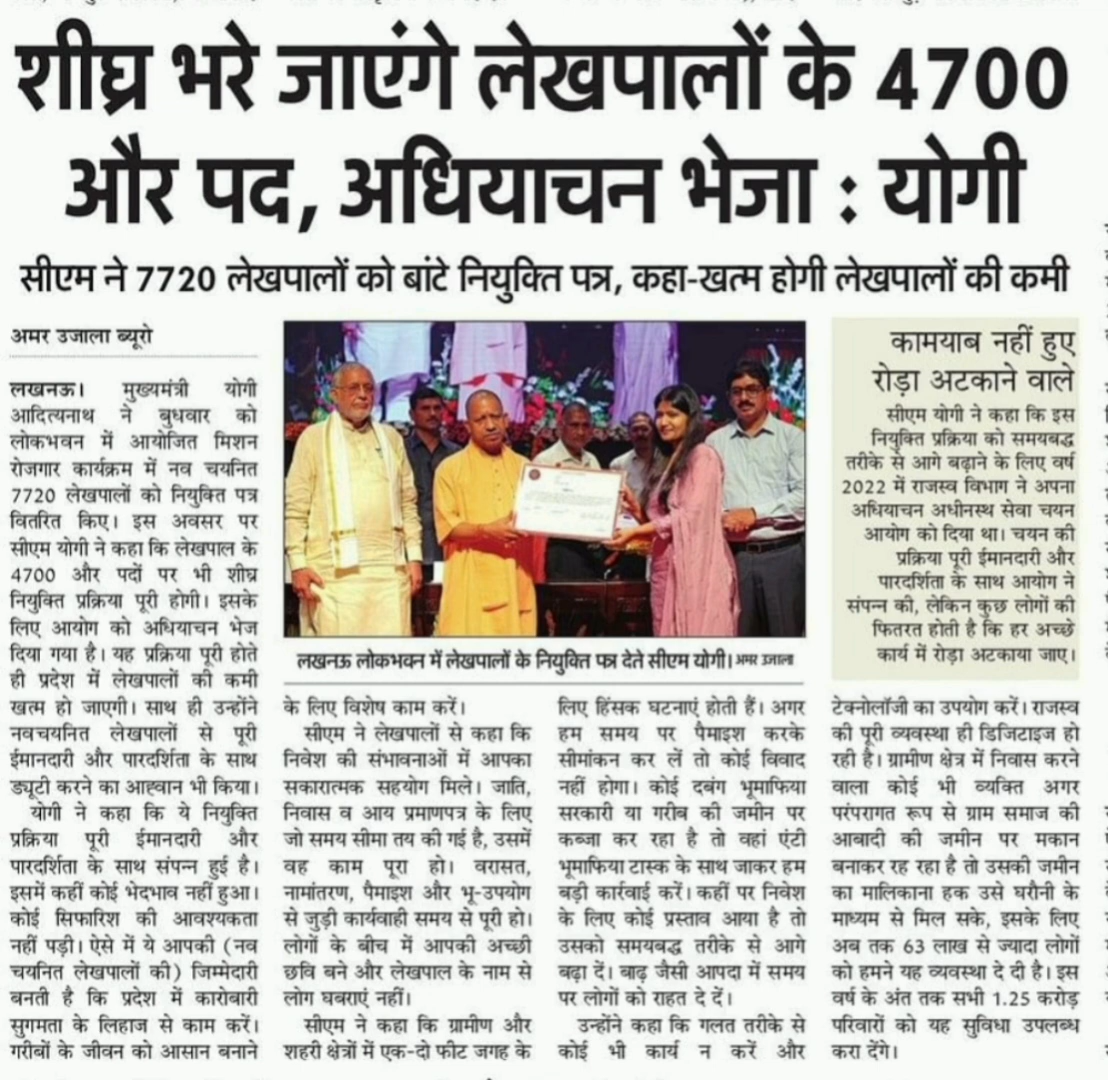 शीघ्र भरे जाएंगे लेखपालों के 4700
और पद, अधियाचन भेजा : योगी
सीएम ने 7720 लेखपालों को बांटे नियुक्ति पत्र, कहा-खत्म होगी लेखपालों की कमी
अमर उजाला ब्यूरो
लखनऊ। मुख्यमंत्री योगी
आदित्यनाथ ने बुधवार को
लोकभवन में आयोजित मिशन
रोजगार कार्यक्रम में नव चयनित
7720 लेखपालों को नियुक्ति पत्र
वितरित किए। इस अवसर पर
सीएम योगी ने कहा कि लेखपाल के
4700 और पदों पर भी शीघ्र
नियुक्ति प्रक्रिया पूरी होगी। इसके
लिए आयोग को अधियाचन भेज
दिया गया है। यह प्रक्रिया पूरी होते
ही प्रदेश में लेखपालों की कमी
खत्म हो जाएगी। साथ ही उन्होंने
नवचयनित लेखपालों से पूरी
ईमानदारी और पारदर्शिता के साथ
ड्यूटी करने का आह्वान भी किया।
योगी ने कहा कि ये नियुक्ति
प्रक्रिया पूरी ईमानदारी और
पारदर्शिता के साथ संपन्न हुई है।
इसमें कहीं कोई भेदभाव नहीं हुआ।
कोई सिफारिश की आवश्यकता
नहीं पड़ी। ऐसे में ये आपकी (नव
चयनित लेखपालों की) जिम्मेदारी
बनती है कि प्रदेश में कारोबारी
सुगमता के लिहाज से काम करें।
गरीबों के जीवन को आसान बनाने
लखनऊ लोकभवन में लेखपालों के नियुक्ति पत्र देते सीएम योगी। अमर उजाला
के लिए विशेष काम करें।
सीएम ने लेखपालों से कहा कि
निवेश की संभावनाओं में आपका
सकारात्मक सहयोग मिले। जाति,
निवास व आय प्रमाणपत्र के लिए
जो समय सीमा तय की गई है, उसमें
वह काम पूरा हो। वरासत,
नामांतरण, पैमाइश और भू-उपयोग
से जुड़ी कार्यवाही समय से पूरी हो।
लोगों के बीच में आपकी अच्छी
छवि बने और लेखपाल के नाम से
लोग घबराएं नहीं।
सीएम ने कहा कि ग्रामीण और
शहरी क्षेत्रों में एक-दो फीट जगह के
लिए हिंसक घटनाएं होती हैं। अगर
हम समय पर पैमाइश करके
सीमांकन कर लें तो कोई विवाद
नहीं होगा। कोई दबंग भूमाफिया
सरकारी या गरीब की जमीन पर
कब्जा कर रहा है तो वहां एंटी
भूमाफिया टास्क के साथ जाकर हम
बड़ी कार्रवाई करें। कहीं पर निवेश
के लिए कोई प्रस्ताव आया है तो
उसको समयबद्ध तरीके से आगे
बढ़ा दें। बाढ़ जैसी आपदा में समय
पर लोगों को राहत दे दें।
उन्होंने कहा कि गलत तरीके से
कोई भी कार्य न करें और
कामयाब नहीं हुए
रोड़ा अटकाने वाले
सीएम योगी ने कहा कि इस
नियुक्ति प्रक्रिया को समयबद्ध
तरीके से आगे बढ़ाने के लिए वर्ष
2022 में राजस्व विभाग ने अपना
अधियाचन अधीनस्थ सेवा चयन
आयोग को दिया था। चयन की
प्रक्रिया पूरी ईमानदारी और
पारदर्शिता के साथ आयोग ने
संपन्न की, लेकिन कुछ लोगों की
फितरत होती है कि हर अच्छे
कार्य में रोड़ा अटकाया जाए।
टेक्नोलॉजी का उपयोग करें। राजस्व
की पूरी व्यवस्था ही डिजिटाइज हो
रही है। ग्रामीण क्षेत्र में निवास करने
वाला कोई भी व्यक्ति अगर
परंपरागत रूप से ग्राम समाज की
आबादी की जमीन पर मकान
बनाकर रह रहा है तो उसकी जमीन
का मालिकाना हक उसे घरौनी के
माध्यम से मिल सके, इसके लिए
अब तक 63 लाख से ज्यादा लोगों
को हमने यह व्यवस्था दे दी है। इस
वर्ष के अंत तक सभी 1.25 करोड़
परिवारों को यह सुविधा उपलब्ध
करा देंगे।